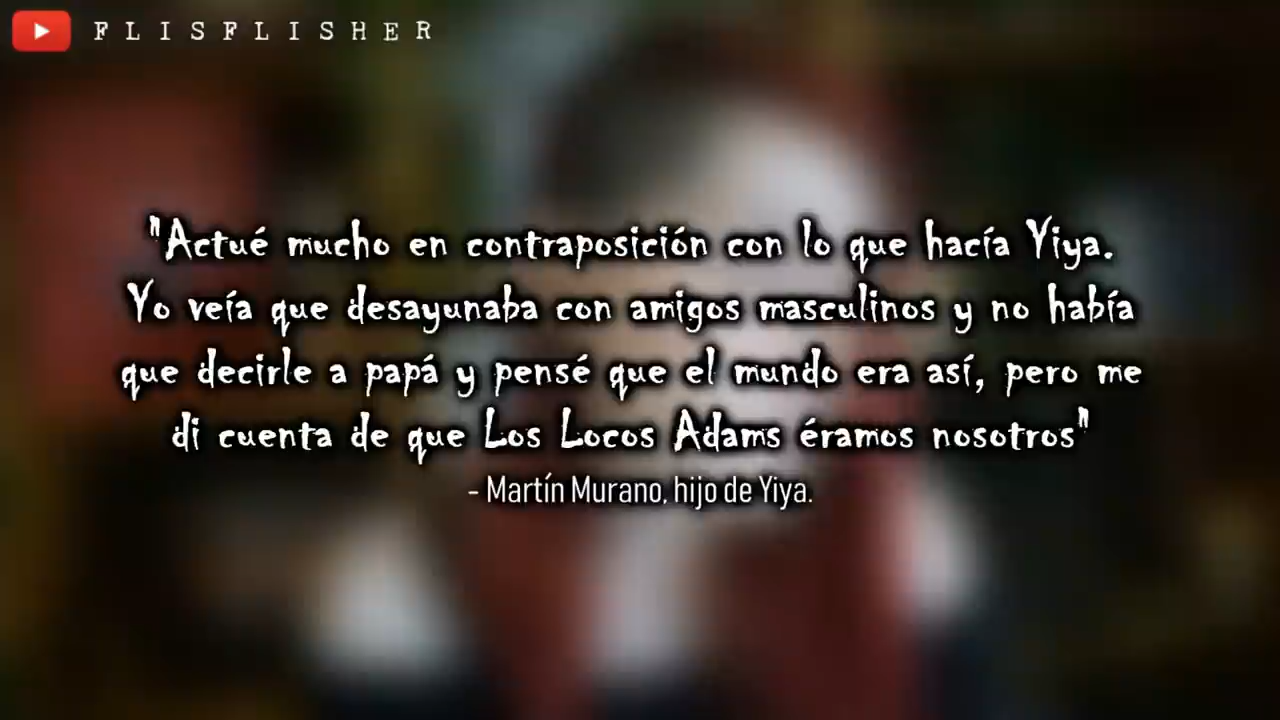 FLISFLISHER
"Actué mucho en contraposición con lo que hacía Yiya.
Yo veía que desayunaba con amigos masculinos y no había
que decirle a papá y pensé que el mundo era así, pero me
di cuenta de que Los Locos Adams éramos nosotros"
- Martín Murano, hijo de Yiya.